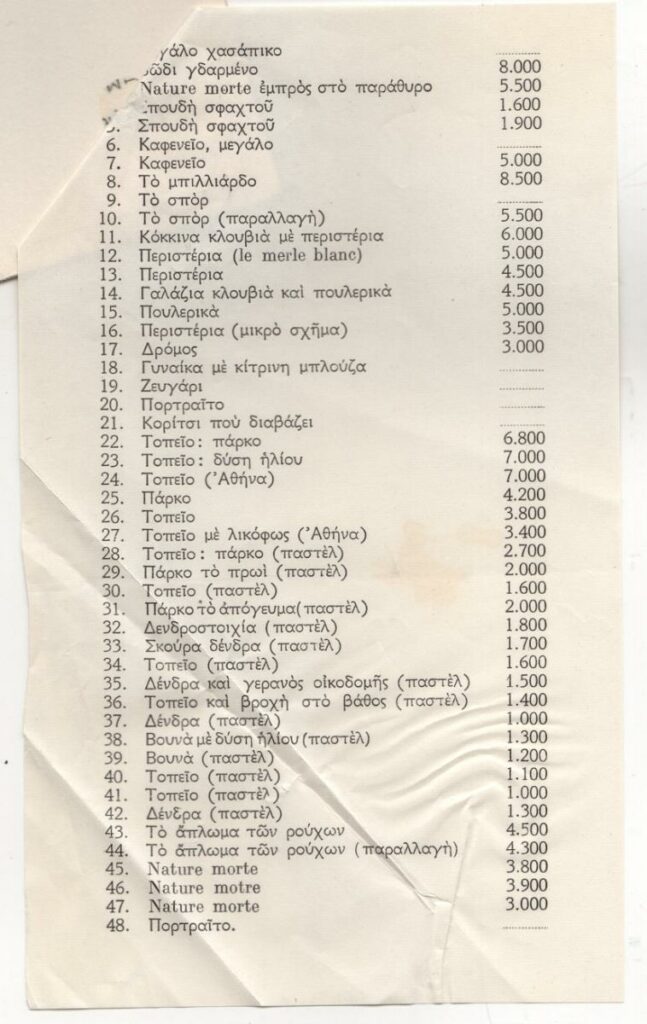 γάλο χασάπικο ..........
ῶδι γδαρμένο 8.000
Nature morte ἐμπρὸς στὸ παράθυρο 5.500
Σπουδὴ σφαχτοῦ 1.600
5. Σπουδὴ σφαχτοῦ 1.900
6. Καφενεῖο, μεγάλο ..........
7. Καφενεῖο 5.000
8. Τὸ μπιλλιάρδο 8.500
9. Τὸ σπὸρ ..........
10. Τὸ σπὸρ (παραλλαγὴ) 5.500
11. Κόκκινα κλουβιὰ μὲ περιστέρια 6.000
12. Περιστέρια (le merle blanc) 5.000
13. Περιστέρια 4.500
14. Γαλάζια κλουβιὰ καὶ πουλερικὰ 4.500
15. Πουλερικὰ 5.000
16. Περιστέρια (μικρὸ σχῆμα) 3.500
17. Δρόμος 3.000
18. Γυναίκα μὲ κίτρινη μπλούζα ..........
19. Ζευγάρι ..........
20. Πορτραῖτο ..........
21. Κορίτσι ποὺ διαβάζει ..........
22. Τοπεῖο: πάρκο 6.800
23. Τοπεῖο: δύση ἡλίου 7.000
24. Τοπεῖο (Ἀθήνα) 7.000
25. Πάρκο 4.200
26. Τοπεῖο 3.800
27. Τοπεῖο μὲ λικόφως (Ἀθήνα) 3.400
28. Τοπεῖο: πάρκο (παστὲλ) 2.700
29. Πάρκο τὸ πρωὶ (παστὲλ) 2.000
30. Τοπεῖο (παστὲλ) 1.600
31. Πάρκο τὸ ἀπόγευμα (παστὲλ) 2.000
32. Δενδροστοιχία (παστὲλ) 1.800
33. Σκούρα δένδρα (παστὲλ) 1.700
34. Τοπεῖο (παστὲλ) 1.600
35. Δένδρα καὶ γερανὸς οἰκοδομῆς (παστὲλ) 1.500
36. Τοπεῖο καὶ βροχὴ στὸ βάθος (παστὲλ) 1.400
37. Δένδρα (παστὲλ) 1.000
38. Βουνὰ μὲ δύση ἡλίου (παστὲλ) 1.300
39. Βουνὰ (παστὲλ) 1.200
40. Τοπεῖο (παστὲλ) 1.100
41. Τοπεῖο (παστὲλ) 1.000
42. Δένδρα (παστὲλ) 1.300
43. Τὸ ἅπλωμα τῶν ρούχων 4.500
44. Τὸ ἅπλωμα τῶν ρούχων (παραλλαγὴ) 4.300
45. Nature morte 3.800
46. Nature motre 3.900
47. Nature morte 3.000
48. Πορτραῖτο. ..........